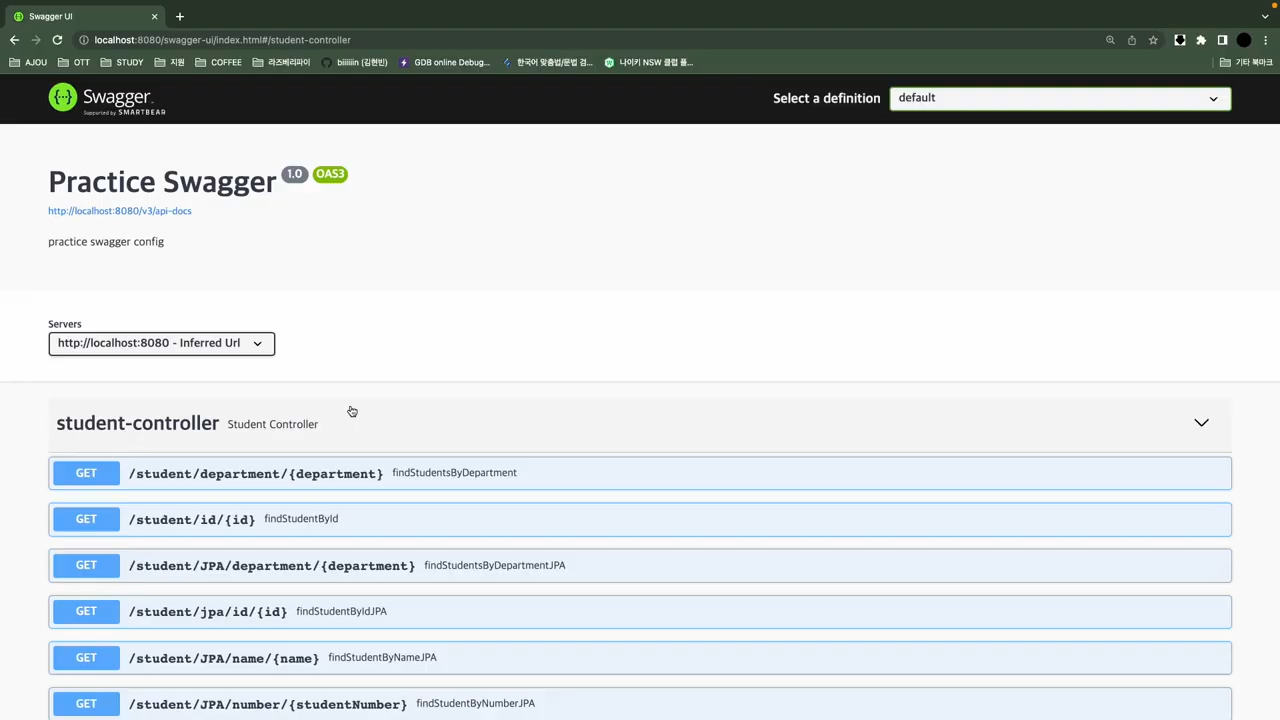 Swagger UI
localhost:8080/swagger-ui/index.html#/student-controller
AJOU OTT STUDY 지원 COFFEE 라즈베리파이 biiiiiin (김현빈) GDB online Debug... 한국어 맞춤법/문법 검... 나이키 NSW 클럽 플... 기타 북마크
Swagger. Select a definition default
Supported by SMARTBEAR
Practice Swagger 1.0 OAS3
http://localhost:8080/v3/api-docs
practice swagger config
Servers
http://localhost:8080 - Inferred Url
student-controller Student Controller
GET /student/department/{department} findStudentsByDepartment
GET /student/id/{id} findStudentById
GET /student/JPA/department/{department} findStudentsByDepartmentJPA
GET /student/jpa/id/{id} findStudentByIdJPA
GET /student/JPA/name/{name} findStudentByNameJPA
GET /student/JPA/number/{studentNumber} findStudentByNumberJPA